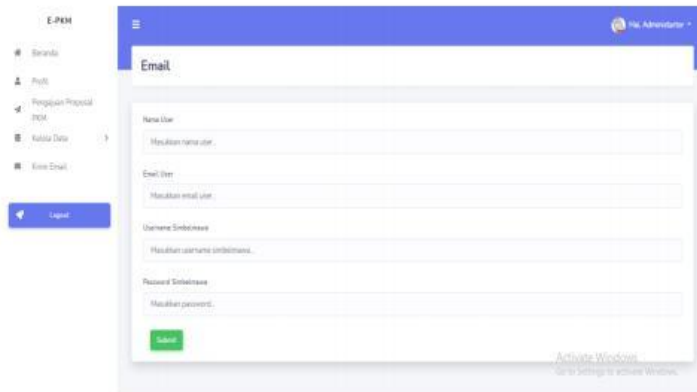 E-PKM
Beranda
Profil
Pengajuan Proposal
PKM
Kelola Data
Kirim Email
Logout
Hai, Administartor
Email
Nama User
Masukkan nama user..
Email User
Masukkan email user..
Username Simbelmawa
Masukkan username simbelmawa..
Password Simbelmawa
Masukkan password..
Submit
Activate Windows
Go to Settings to activate Windows.